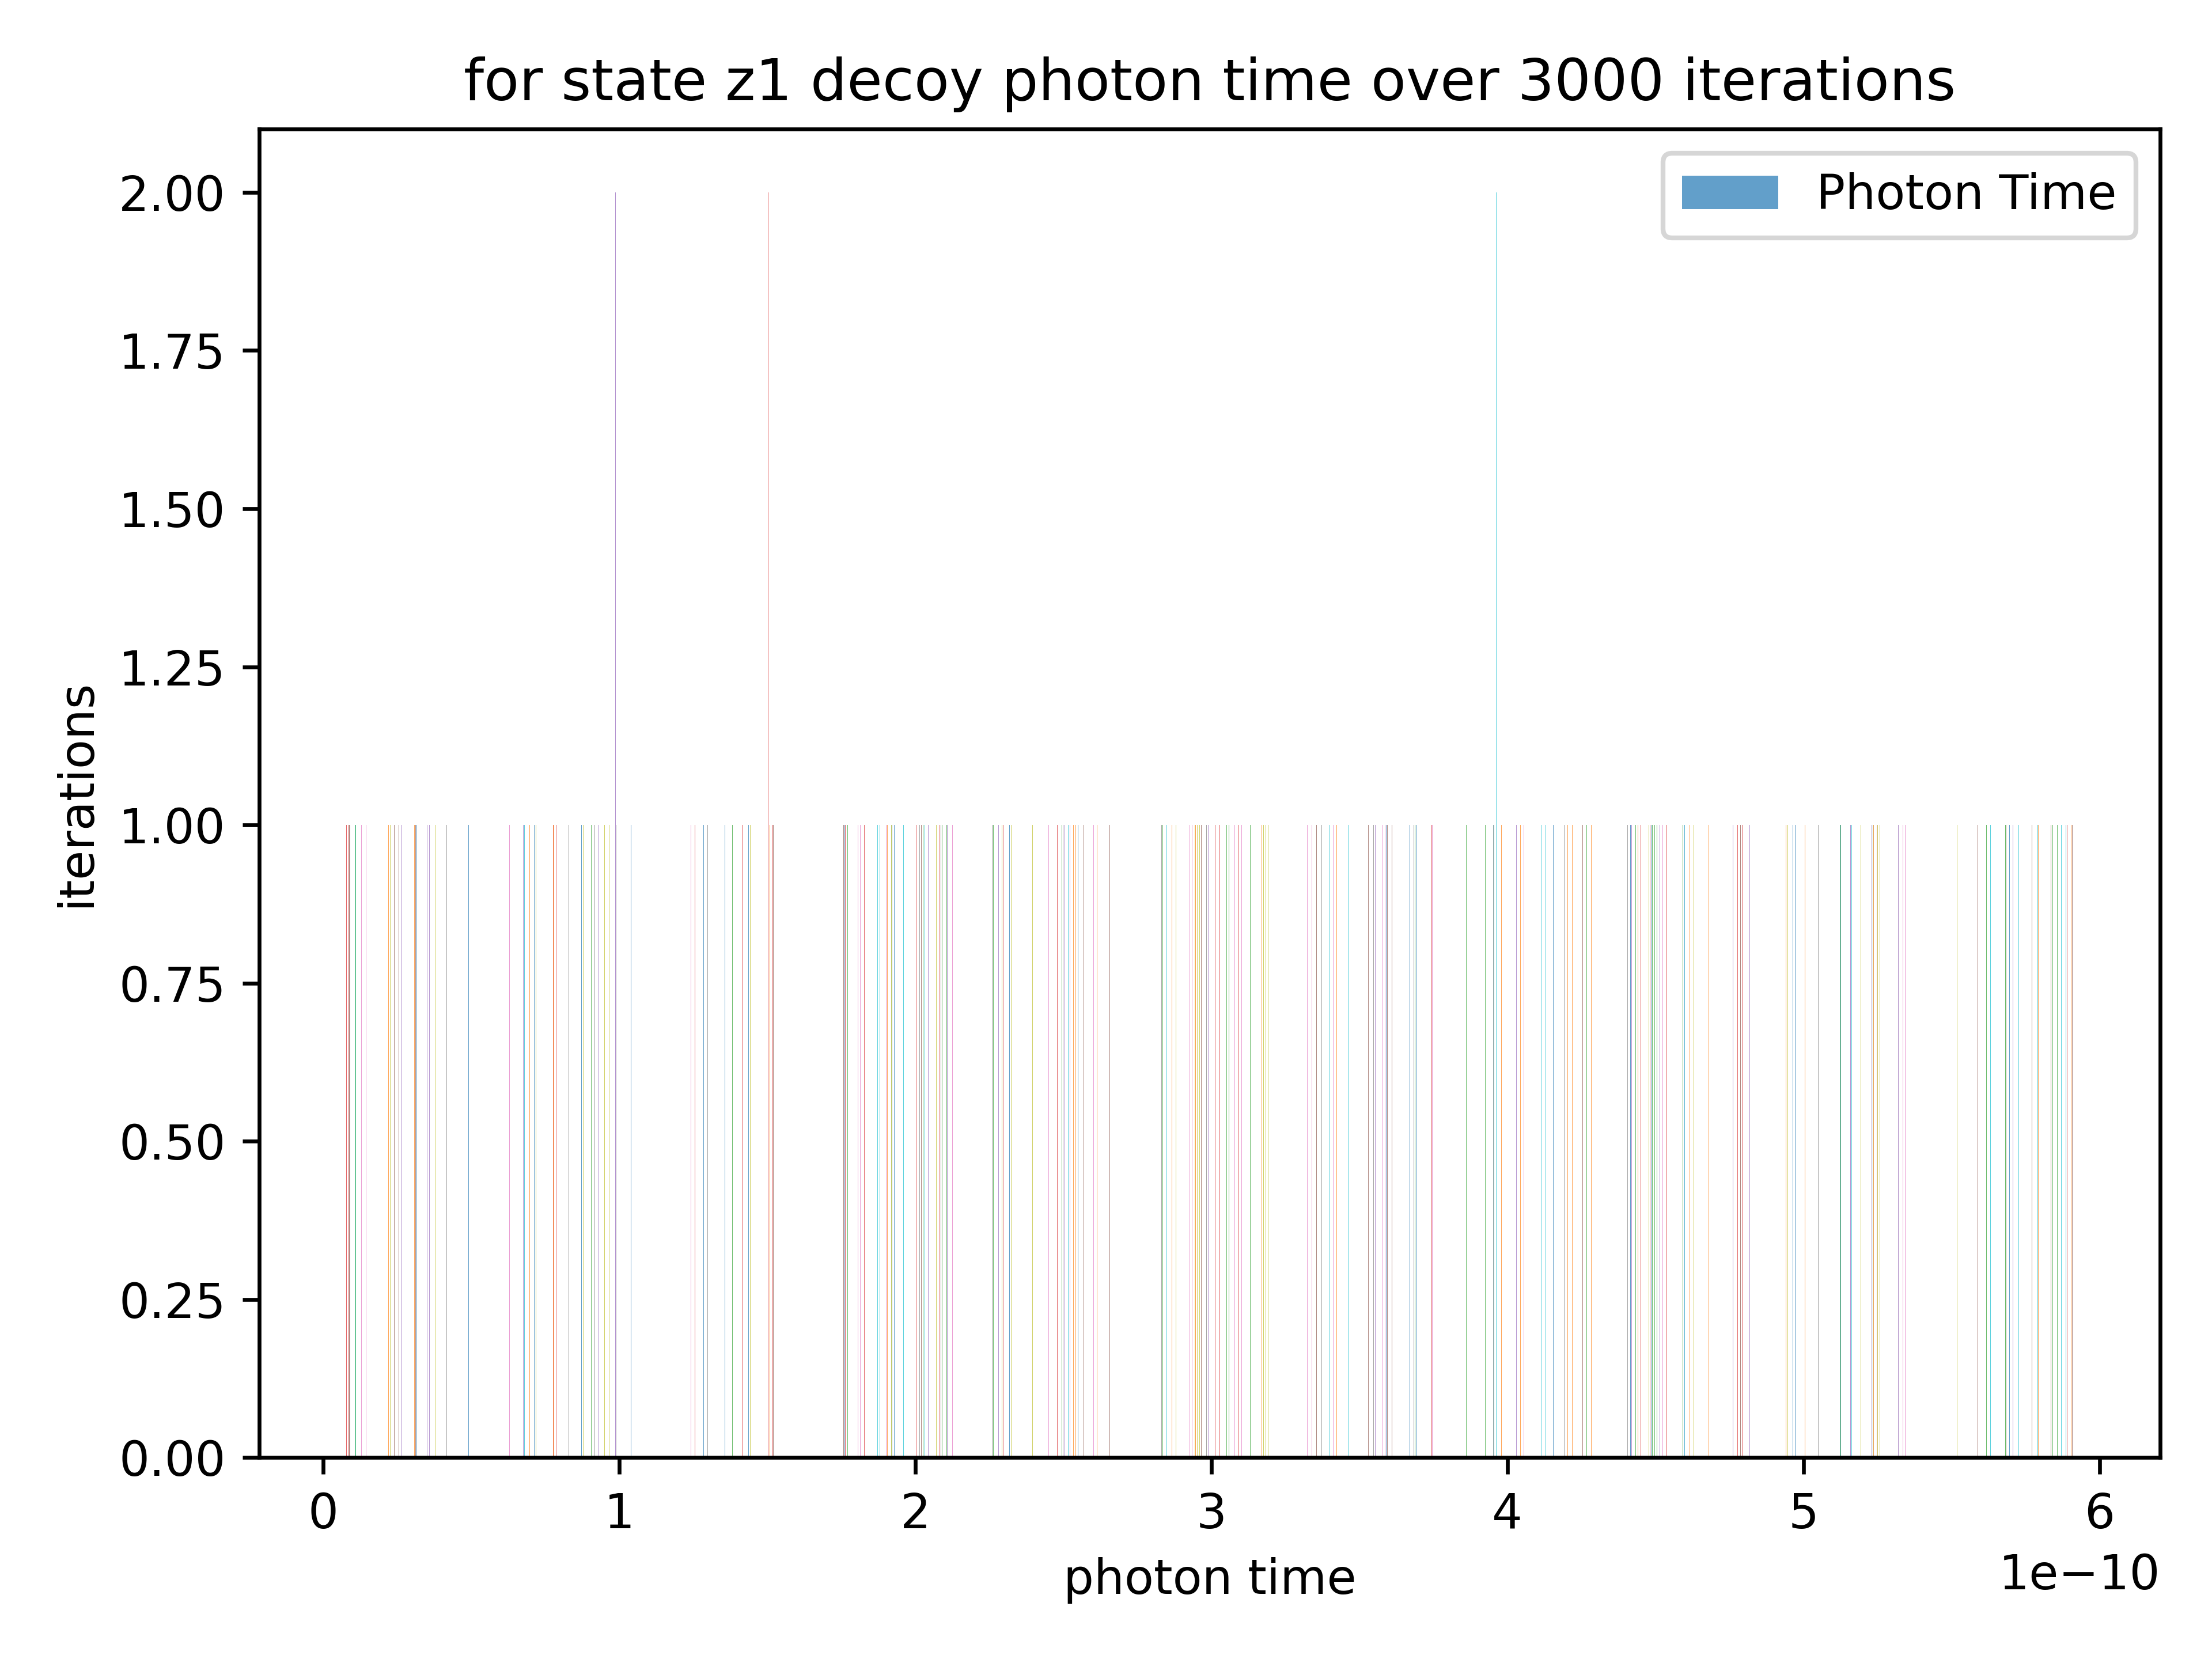 for state z1 decoy photon time over 3000 iterations
Photon Time
2.00
1.75
1.50
1.25
1.00
0.75
0.50
0.25
0.00
iterations
0 1 2 3 4 5 6
1e−10
photon time